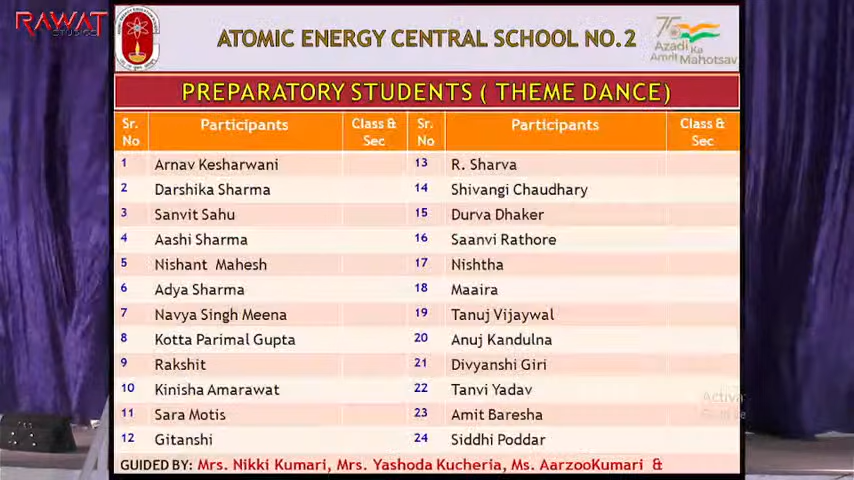 RAWAT
STUDIOS
ATOMIC ENERGY CENTRAL SCHOOL NO.2
75
Azadi Ka
Amrit Mahotsav
PREPARATORY STUDENTS ( THEME DANCE)
Sr. No Participants Class & Sec Sr. No Participants Class & Sec
1 Arnav Kesharwani 13 R. Sharva
2 Darshika Sharma 14 Shivangi Chaudhary
3 Sanvit Sahu 15 Durva Dhaker
4 Aashi Sharma 16 Saanvi Rathore
5 Nishant Mahesh 17 Nishtha
6 Adya Sharma 18 Maaira
7 Navya Singh Meena 19 Tanuj Vijaywal
8 Kotta Parimal Gupta 20 Anuj Kandulna
9 Rakshit 21 Divyanshi Giri
10 Kinisha Amarawat 22 Tanvi Yadav
11 Sara Motis 23 Amit Baresha
12 Gitanshi 24 Siddhi Poddar
Activa
GUIDED BY: Mrs. Nikki Kumari, Mrs. Yashoda Kucheria, Ms. AarzooKumari &